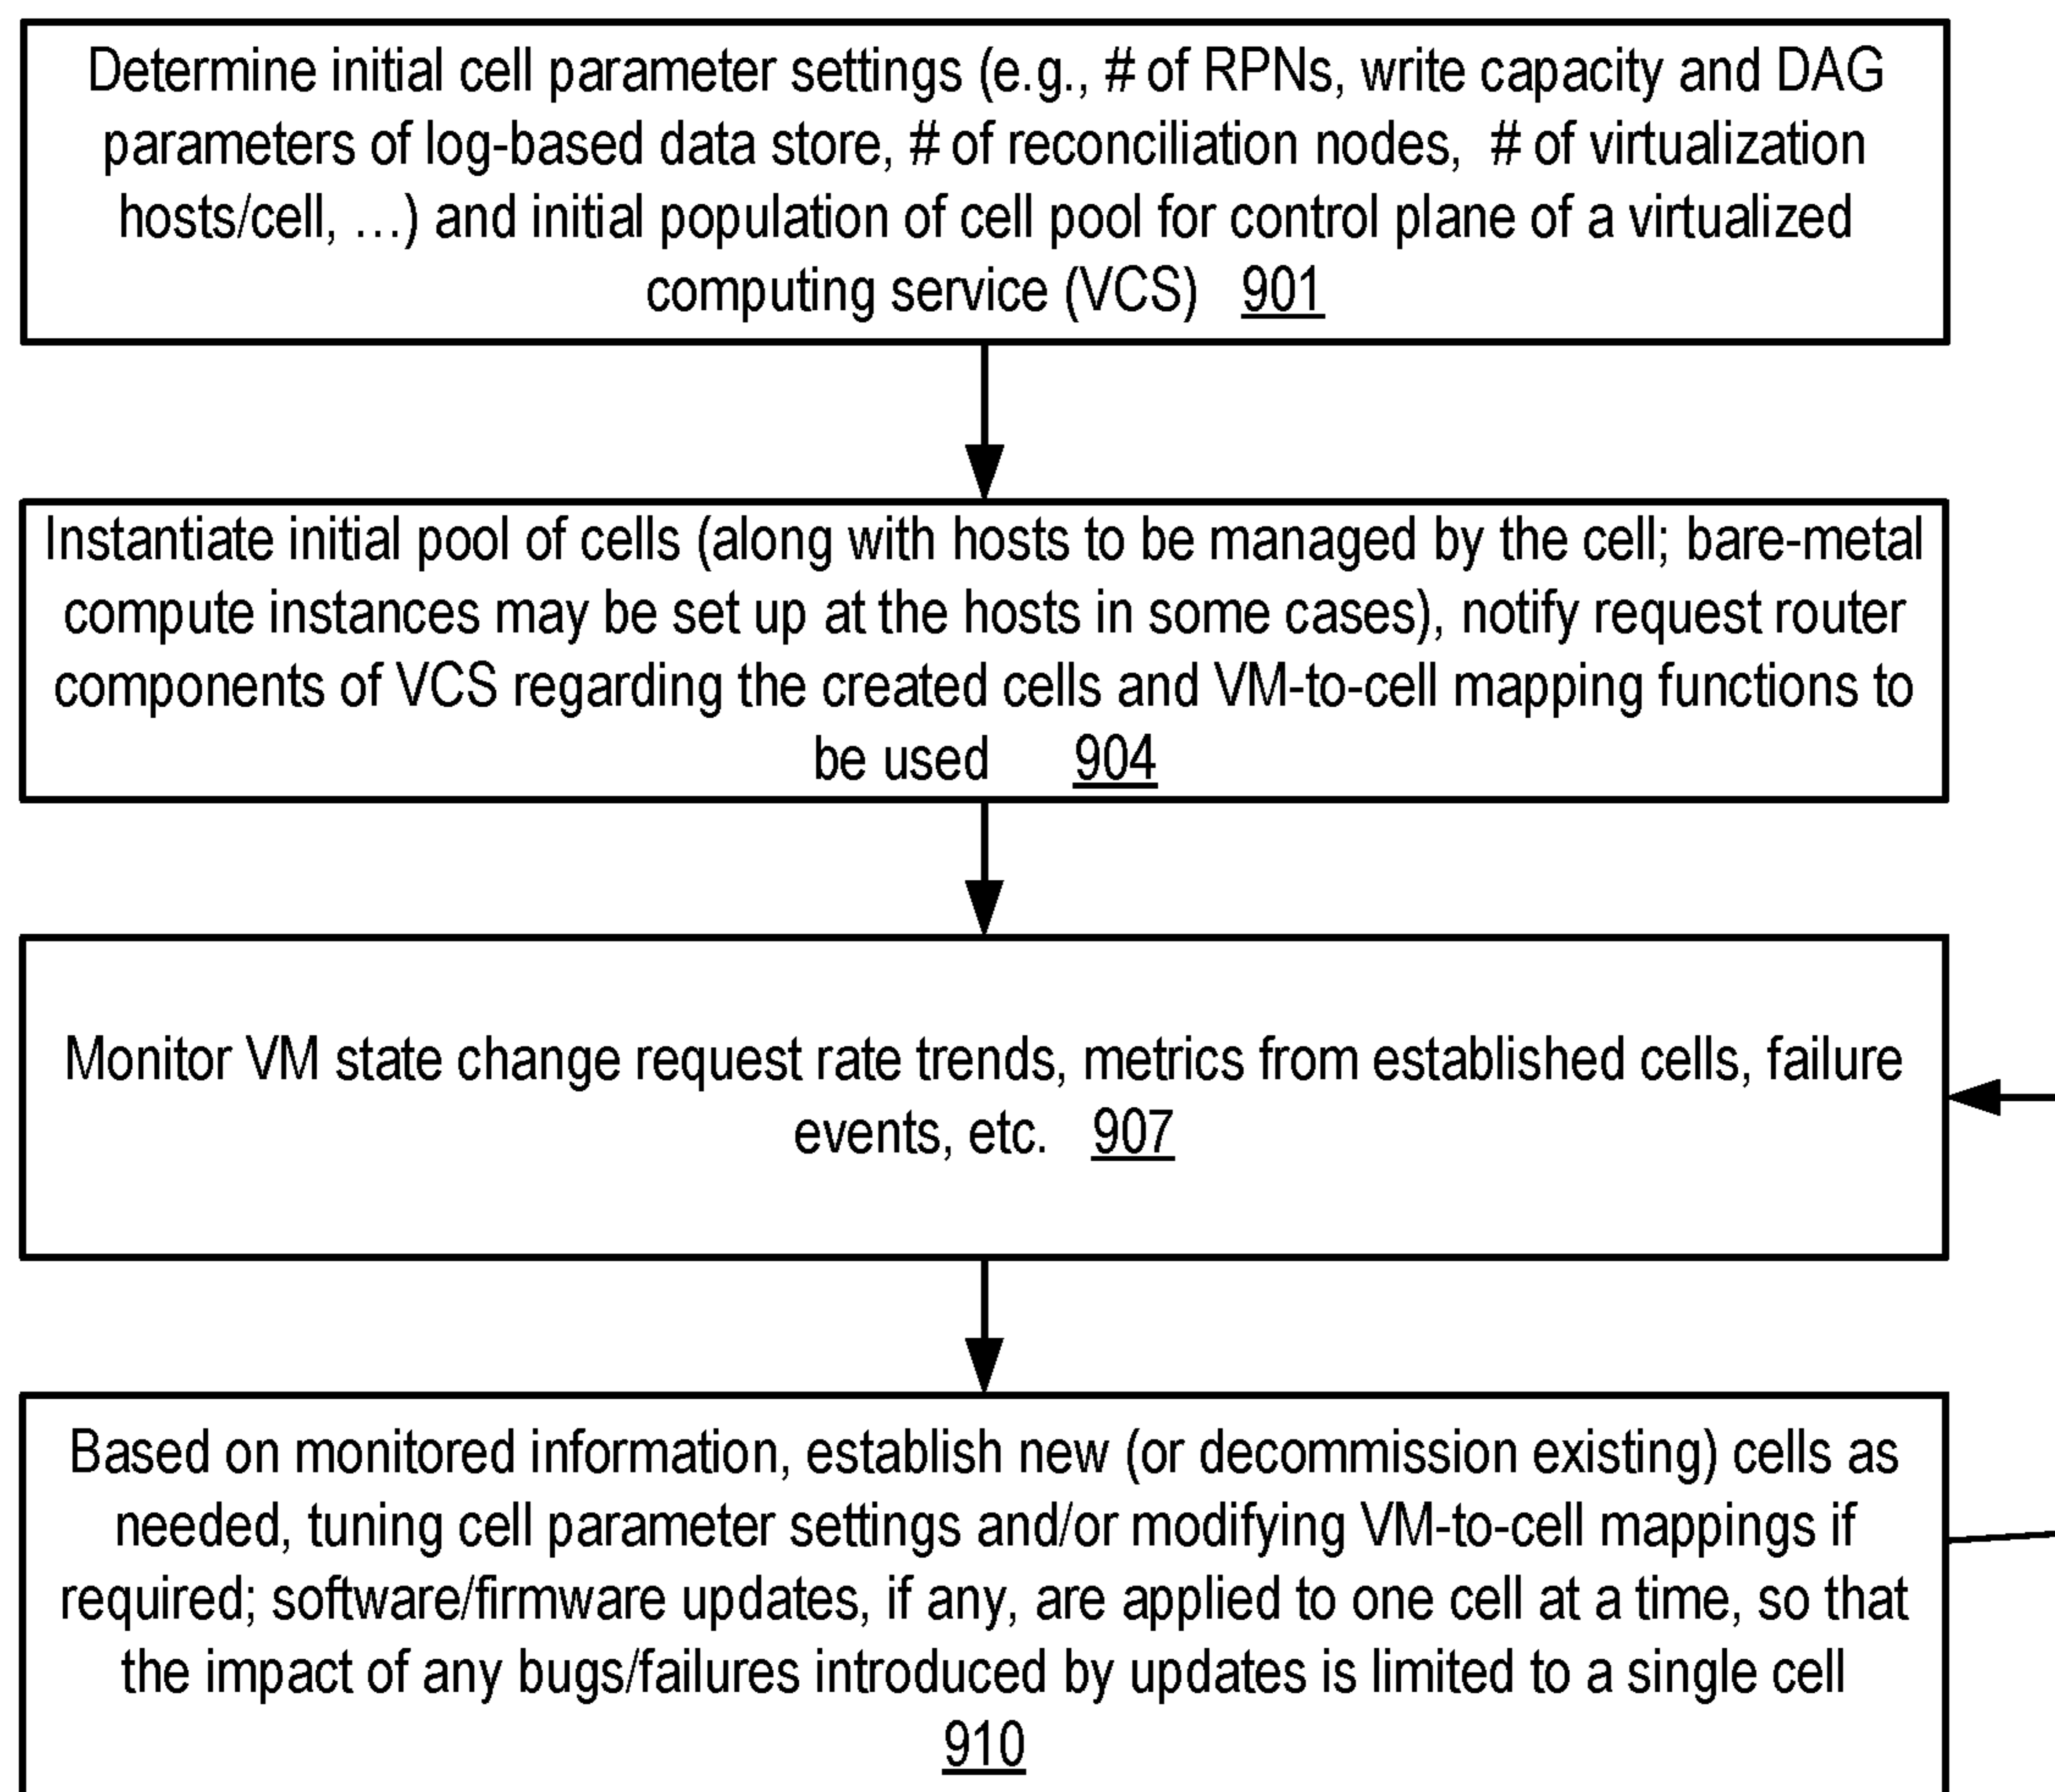 Determine initial cell parameter settings (e.g., # of RPNs, write capacity and DAG
parameters of log-based data store, # of reconciliation nodes, # of virtualization
hosts/cell, …) and initial population of cell pool for control plane of a virtualized
computing service (VCS) 901
Instantiate initial pool of cells (along with hosts to be managed by the cell; bare-metal
compute instances may be set up at the hosts in some cases), notify request router
components of VCS regarding the created cells and VM-to-cell mapping functions to
be used 904
Monitor VM state change request rate trends, metrics from established cells, failure
events, etc. 907
Based on monitored information, establish new (or decommission existing) cells as
needed, tuning cell parameter settings and/or modifying VM-to-cell mappings if
required; software/firmware updates, if any, are applied to one cell at a time, so that
the impact of any bugs/failures introduced by updates is limited to a single cell
910